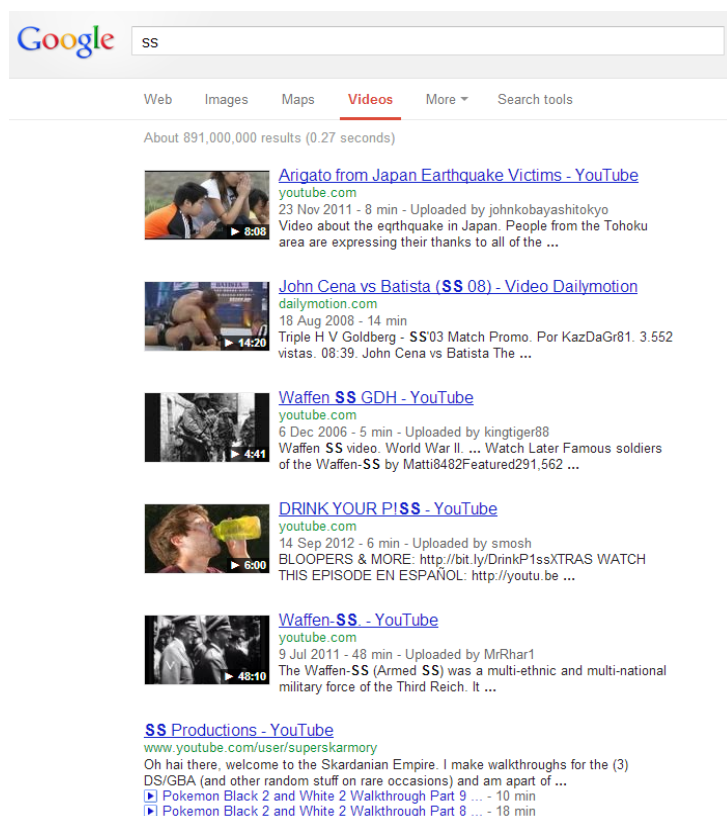 Google ss
Web Images Maps Videos More Search tools
About 891,000,000 results (0.27 seconds)
Arigato from Japan Earthquake Victims - YouTube
youtube.com
23 Nov 2011 - 8 min - Uploaded by johnkobayashitokyo
Video about the eqrthquake in Japan. People from the Tohoku
8:08 area are expressing their thanks to all of the ...
John Cena vs Batista (SS 08) - Video Dailymotion
dailymotion.com
18 Aug 2008 - 14 min
Triple H V Goldberg - SS'03 Match Promo. Por KazDaGr81. 3.552
14:20 vistas. 08:39. John Cena vs Batista The ...
Waffen SS GDH - YouTube
youtube.com
6 Dec 2006 - 5 min - Uploaded by kingtiger88
Waffen SS video. World War II. ... Watch Later Famous soldiers
4:41 of the Waffen-SS by Matti8482Featured291,562 ...
DRINK YOUR P!SS - YouTube
youtube.com
14 Sep 2012 - 6 min - Uploaded by smosh
BLOOPERS & MORE: http://bit.ly/DrinkP1ssXTRAS WATCH
6:00 THIS EPISODE EN ESPAÑOL: http://youtu.be ...
Waffen-SS. - YouTube
youtube.com
9 Jul 2011 - 48 min - Uploaded by MrRhar1
The Waffen-SS (Armed SS) was a multi-ethnic and multi-national
48:10 military force of the Third Reich. It ...
SS Productions - YouTube
www.youtube.com/user/superskarmory
Oh hai there, welcome to the Skardanian Empire. I make walkthroughs for the (3)
DS/GBA (and other random stuff on rare occasions) and am apart of ...
Pokemon Black 2 and White 2 Walkthrough Part 9 ... - 10 min
Pokemon Black 2 and White 2 Walkthrough Part 8 ... - 18 min